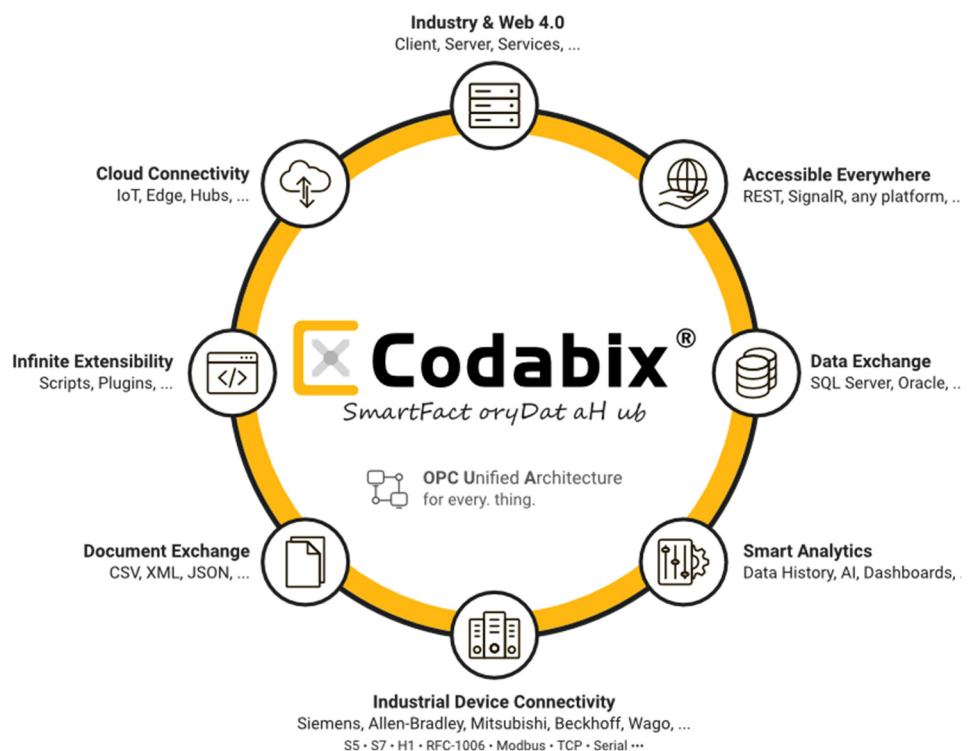 Industry & Web 4.0
Client, Server, Services, ...
Cloud Connectivity
IoT, Edge, Hubs, ...
Accessible Everywhere
REST, SignalR, any platform, ..
Infinite Extensibility
Scripts, Plugins, ...
</>
Codabix®
SmartFact oryDat aH ub
Data Exchange
SQL Server, Oracle, ..
OPC Unified Architecture
for every. thing.
Document Exchange
CSV, XML, JSON, ...
Smart Analytics
Data History, AI, Dashboards, .
Industrial Device Connectivity
Siemens, Allen-Bradley, Mitsubishi, Beckhoff, Wago, ...
S5 • S7 • H1 • RFC-1006 • Modbus • TCP • Serial •••